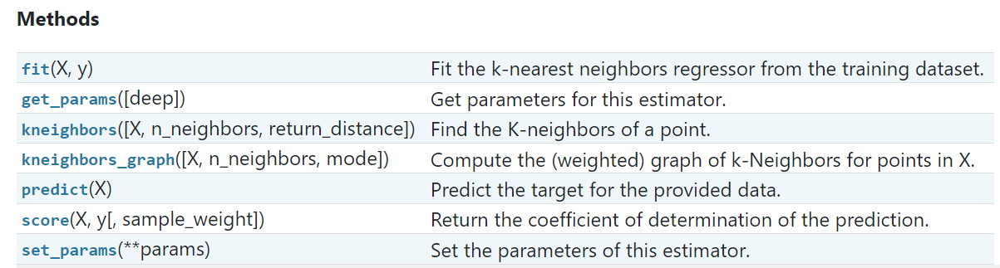 Methods
fit(X, y) Fit the k-nearest neighbors regressor from the training dataset.
get_params([deep]) Get parameters for this estimator.
kneighbors([X, n_neighbors, return_distance]) Find the K-neighbors of a point.
kneighbors_graph([X, n_neighbors, mode]) Compute the (weighted) graph of k-Neighbors for points in X.
predict(X) Predict the target for the provided data.
score(X, y[, sample_weight]) Return the coefficient of determination of the prediction.
set_params(**params) Set the parameters of this estimator.